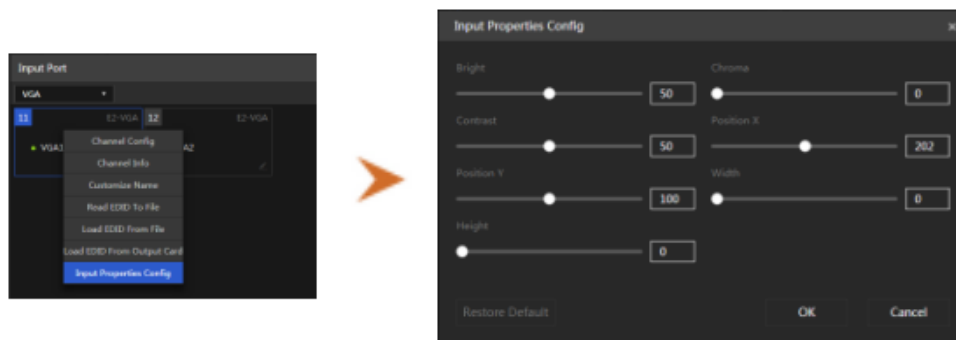 Input Port
VGA
11 E2-VGA 12 E2-VGA
VGA1 A2
Channel Config
Channel Info
Customize Name
Read EDID To File
Load EDID From File
Load EDID From Output Card
Input Properties Config
Input Properties Config ×
Bright Chroma
50 0
Contrast Position X
50 202
Position Y Width
100 0
Height
0
Restore Default OK Cancel